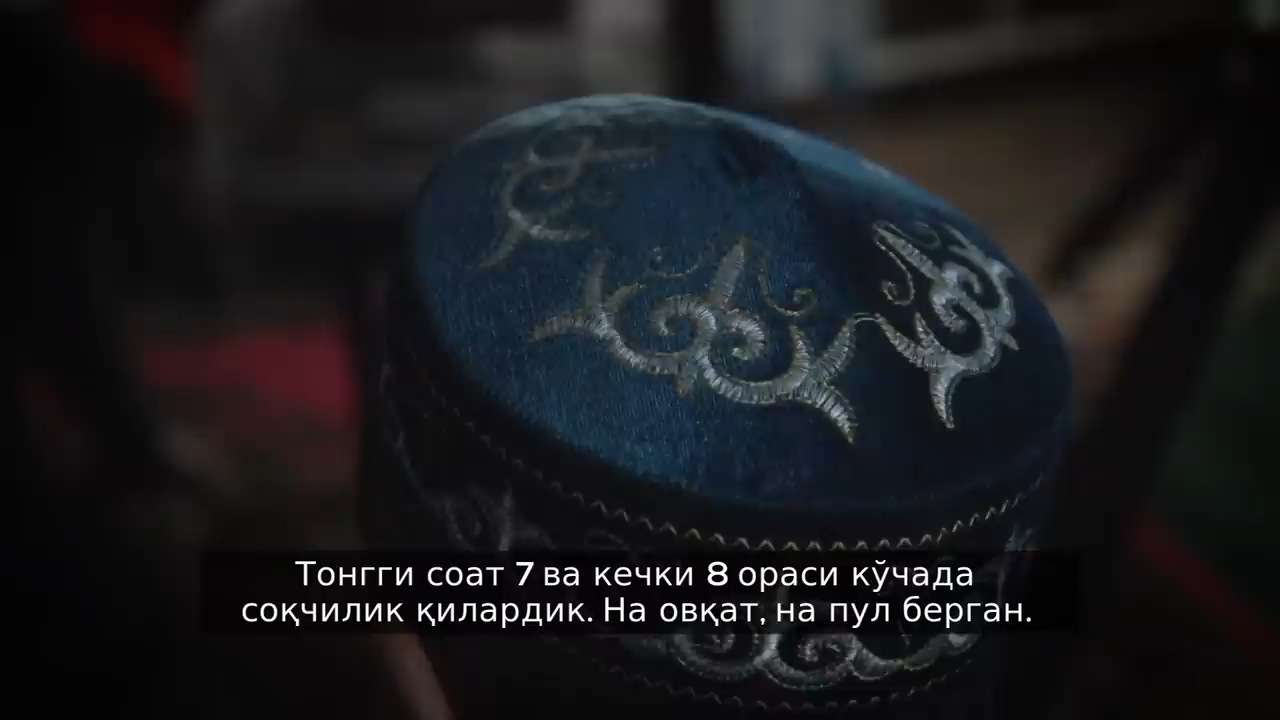 Тонгги соат 7 ва кечки 8 ораси кўчада
соқчилик қилардик. На овқат, на пул берган.